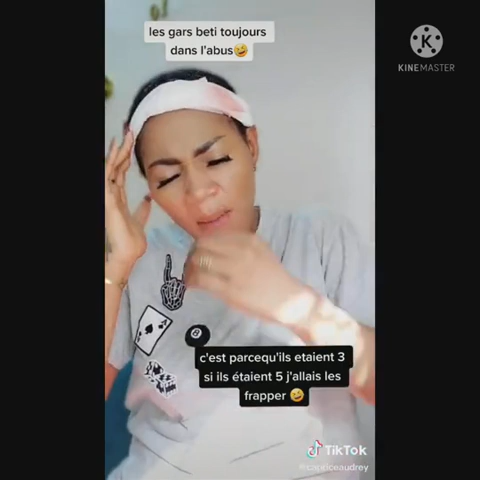 les gars beti toujours
dans l'abus🤣
KINEMASTER
c'est parcequ'ils etaient 3
si ils étaient 5 j'allais les
frapper 🤣
TikTok